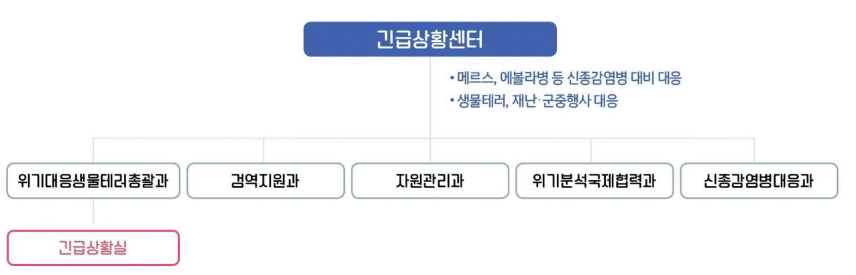 긴급상황센터
• 메르스, 에볼라병 등 신종감염병 대비 대응
• 생물테러, 재난·군중행사 대응
위기대응생물테러총괄과
검역지원과
자원관리과
위기분석국제협력과
신종감염병대응과
긴급상황실